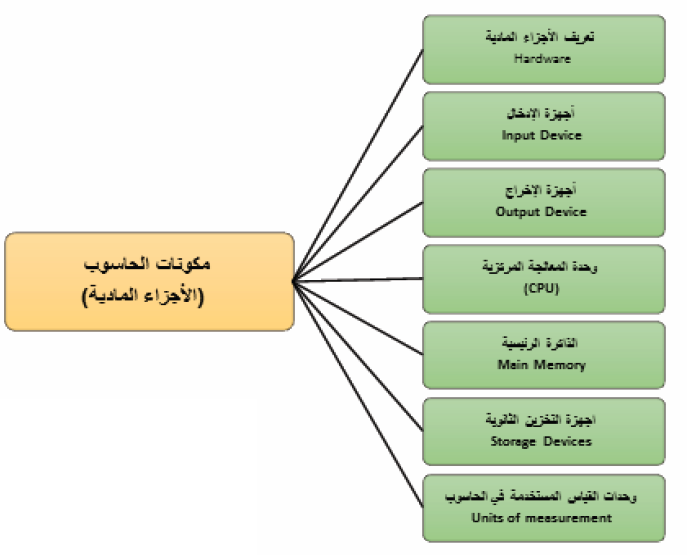 مكونات الحاسوب
(الأجزاء المادية)
تعريف الأجزاء المادية
Hardware
أجهزة الإدخال
Input Device
أجهزة الإخراج
Output Device
وحدة المعالجة المركزية
(CPU)
الذاكرة الرئيسية
Main Memory
اجهزة التخزين الثانوية
Storage Devices
وحدات القياس المستخدمة في الحاسوب
Units of measurement